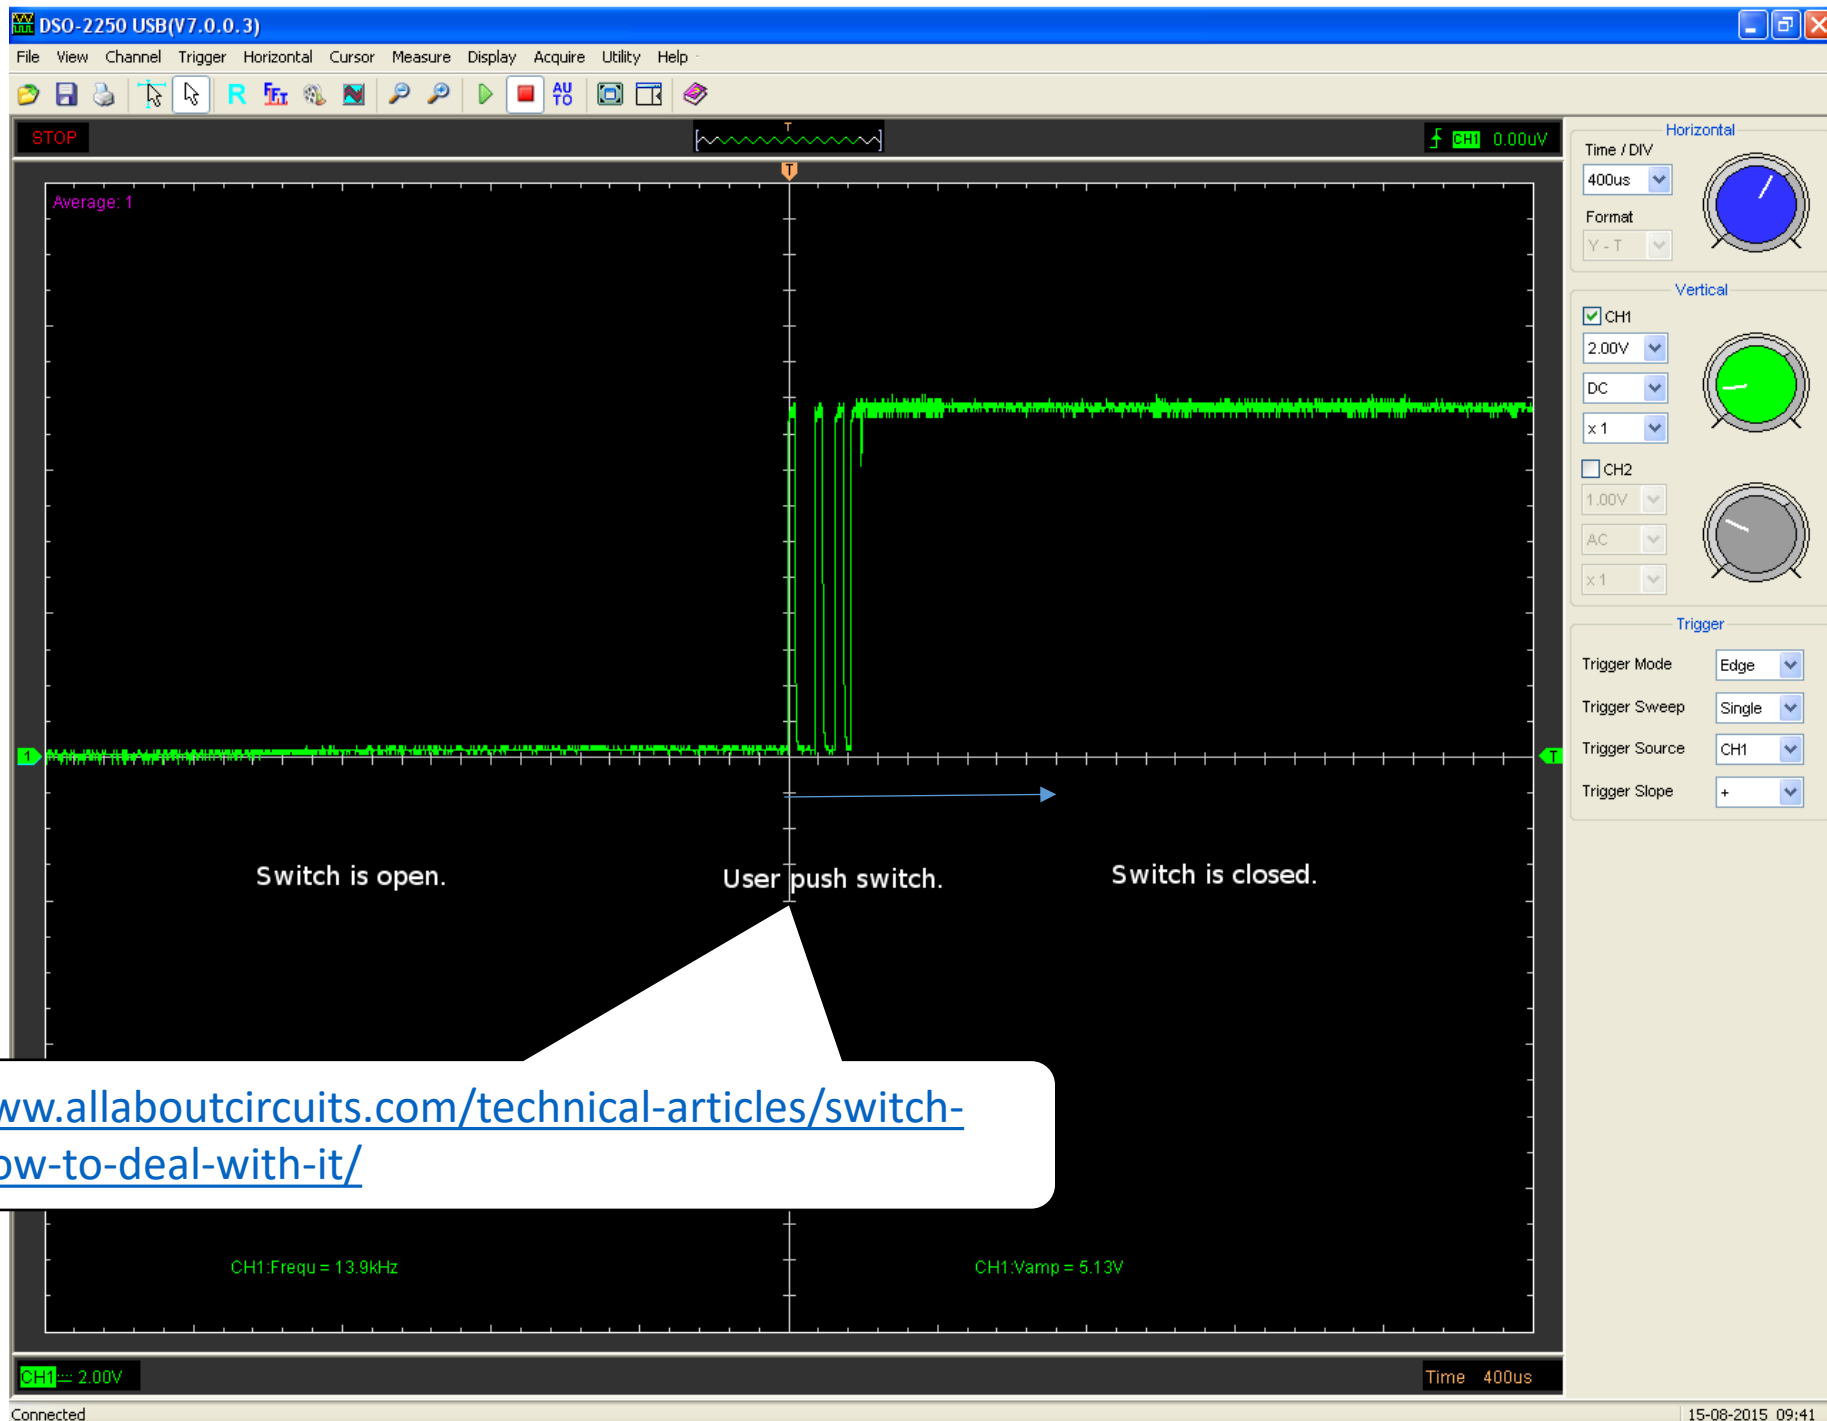 DSO-2250 USB(V7.0.0.3)
File View Channel Trigger Horizontal Cursor Measure Display Acquire Utility Help
R FFT AU TO
STOP
T
CH1 0.00uV
T
Average: 1
1
T
Switch is open.
User push switch.
Switch is closed.
ww.allaboutcircuits.com/technical-articles/switch-
ow-to-deal-with-it/
CH1:Frequ = 13.9kHz
CH1:Vamp = 5.13V
CH1 2.00V
Time 400us
Horizontal
Time / DIV
400us
Format
Y - T
Vertical
CH1
2.00V
DC
x 1
CH2
1.00V
AC
x 1
Trigger
Trigger Mode Edge
Trigger Sweep Single
Trigger Source CH1
Trigger Slope +
Connected
15-08-2015 09:41